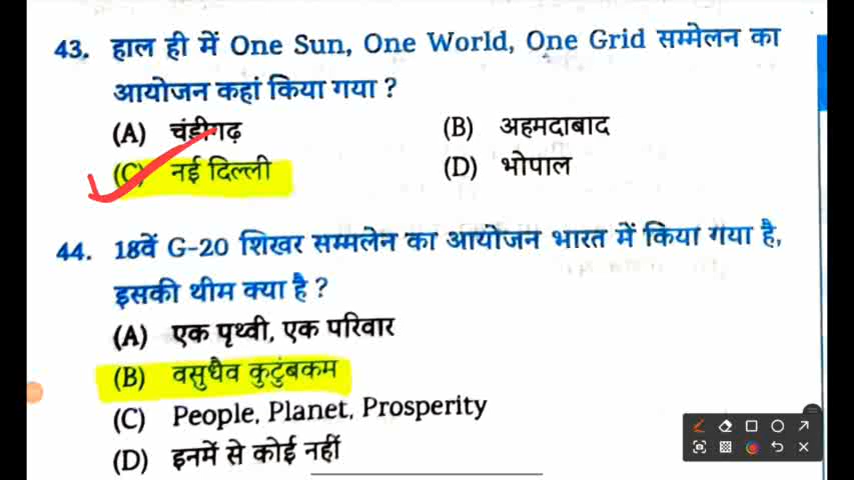 43. हाल ही में One Sun, One World, One Grid सम्मेलन का
आयोजन कहां किया गया ?
(A) चंडीगढ़ (B) अहमदाबाद
(C) नई दिल्ली (D) भोपाल
44. 18वें G-20 शिखर सम्मलेन का आयोजन भारत में किया गया है,
इसकी थीम क्या है ?
(A) एक पृथ्वी, एक परिवार
(B) वसुधैव कुटुंबकम
(C) People, Planet, Prosperity
(D) इनमें से कोई नहीं